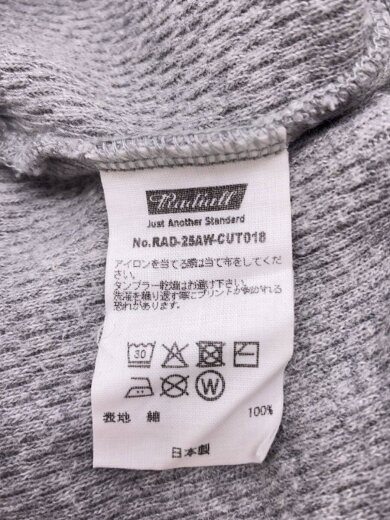 Radiall
Just Another Standard
No.RAD-25AW-CUT018
アイロンを当てる際は当て布をしてくだ
さい。
タンブラー乾燥はお避け下さい。
洗濯を繰り返す際にプリントが剥がれる
恐れがあります。
30
W
表地 綿 100%
日本製